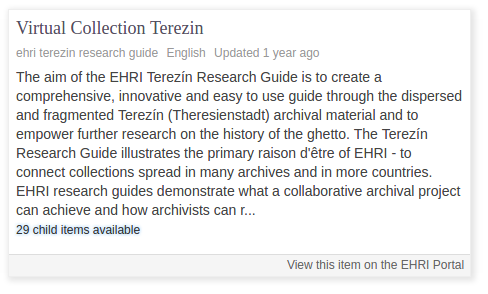 Virtual Collection Terezin
ehri terezin research guide English Updated 1 year ago
The aim of the EHRI Terezín Research Guide is to create a
comprehensive, innovative and easy to use guide through the dispersed
and fragmented Terezín (Theresienstadt) archival material and to
empower further research on the history of the ghetto. The Terezín
Research Guide illustrates the primary raison d'être of EHRI - to
connect collections spread in many archives and in more countries.
EHRI research guides demonstrate what a collaborative archival project
can achieve and how archivists can r...
29 child items available
View this item on the EHRI Portal